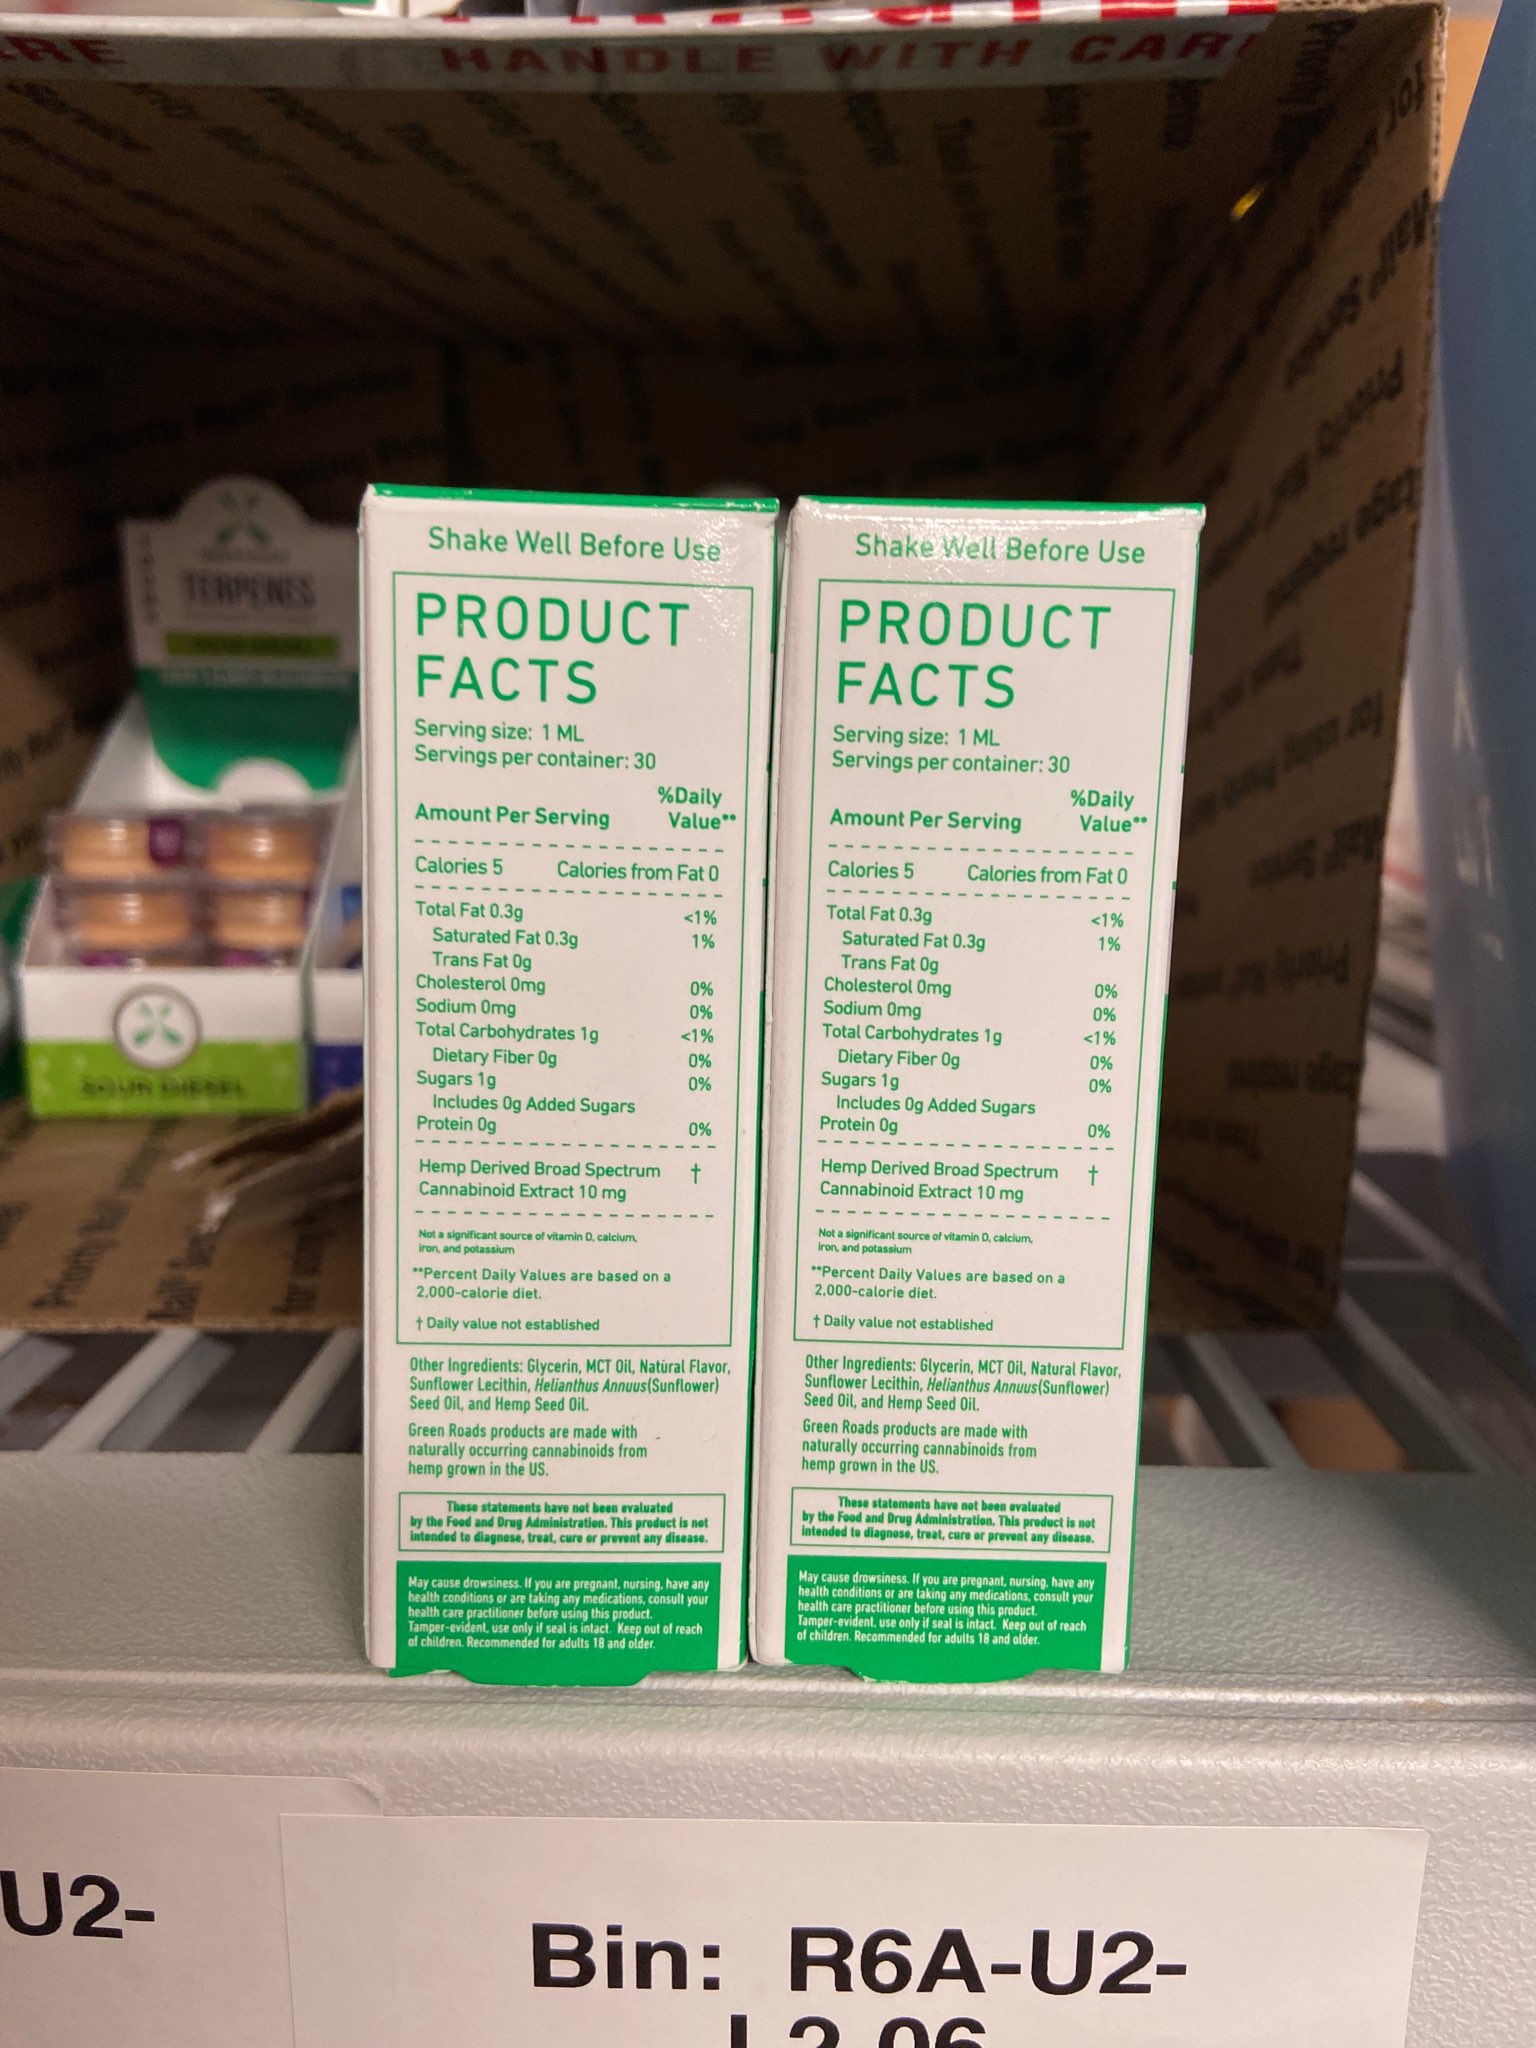 HANDLE WITH CAR
TERPENES
SOUR DIESEL
Shake Well Before Use
PRODUCT
FACTS
Serving size: 1 ML
Servings per container: 30
%Daily
Amount Per Serving Value**
Calories 5 Calories from Fat 0
Total Fat 0.3g <1%
Saturated Fat 0.3g 1%
Trans Fat 0g
Cholesterol 0mg 0%
Sodium 0mg 0%
Total Carbohydrates 1g <1%
Dietary Fiber 0g 0%
Sugars 1g 0%
Includes 0g Added Sugars
Protein 0g 0%
Hemp Derived Broad Spectrum †
Cannabinoid Extract 10 mg
Not a significant source of vitamin D, calcium,
iron, and potassium
**Percent Daily Values are based on a
2,000-calorie diet.
† Daily value not established
Other Ingredients: Glycerin, MCT Oil, Natural Flavor,
Sunflower Lecithin, Helianthus Annuus(Sunflower)
Seed Oil, and Hemp Seed Oil.
Green Roads products are made with
naturally occurring cannabinoids from
hemp grown in the US.
These statements have not been evaluated
by the Food and Drug Administration. This product is not
intended to diagnose, treat, cure or prevent any disease.
May cause drowsiness. If you are pregnant, nursing, have any
health conditions or are taking any medications, consult your
health care practitioner before using this product.
Tamper-evident, use only if seal is intact. Keep out of reach
of children. Recommended for adults 18 and older.
Shake Well Before Use
PRODUCT
FACTS
Serving size: 1 ML
Servings per container: 30
%Daily
Amount Per Serving Value**
Calories 5 Calories from Fat 0
Total Fat 0.3g <1%
Saturated Fat 0.3g 1%
Trans Fat 0g
Cholesterol 0mg 0%
Sodium 0mg 0%
Total Carbohydrates 1g <1%
Dietary Fiber 0g 0%
Sugars 1g 0%
Includes 0g Added Sugars
Protein 0g 0%
Hemp Derived Broad Spectrum †
Cannabinoid Extract 10 mg
Not a significant source of vitamin D, calcium,
iron, and potassium
**Percent Daily Values are based on a
2,000-calorie diet.
† Daily value not established
Other Ingredients: Glycerin, MCT Oil, Natural Flavor,
Sunflower Lecithin, Helianthus Annuus(Sunflower)
Seed Oil, and Hemp Seed Oil.
Green Roads products are made with
naturally occurring cannabinoids from
hemp grown in the US.
These statements have not been evaluated
by the Food and Drug Administration. This product is not
intended to diagnose, treat, cure or prevent any disease.
May cause drowsiness. If you are pregnant, nursing, have any
health conditions or are taking any medications, consult your
health care practitioner before using this product.
Tamper-evident, use only if seal is intact. Keep out of reach
of children. Recommended for adults 18 and older.
U2-
Bin: R6A-U2-
L2-06